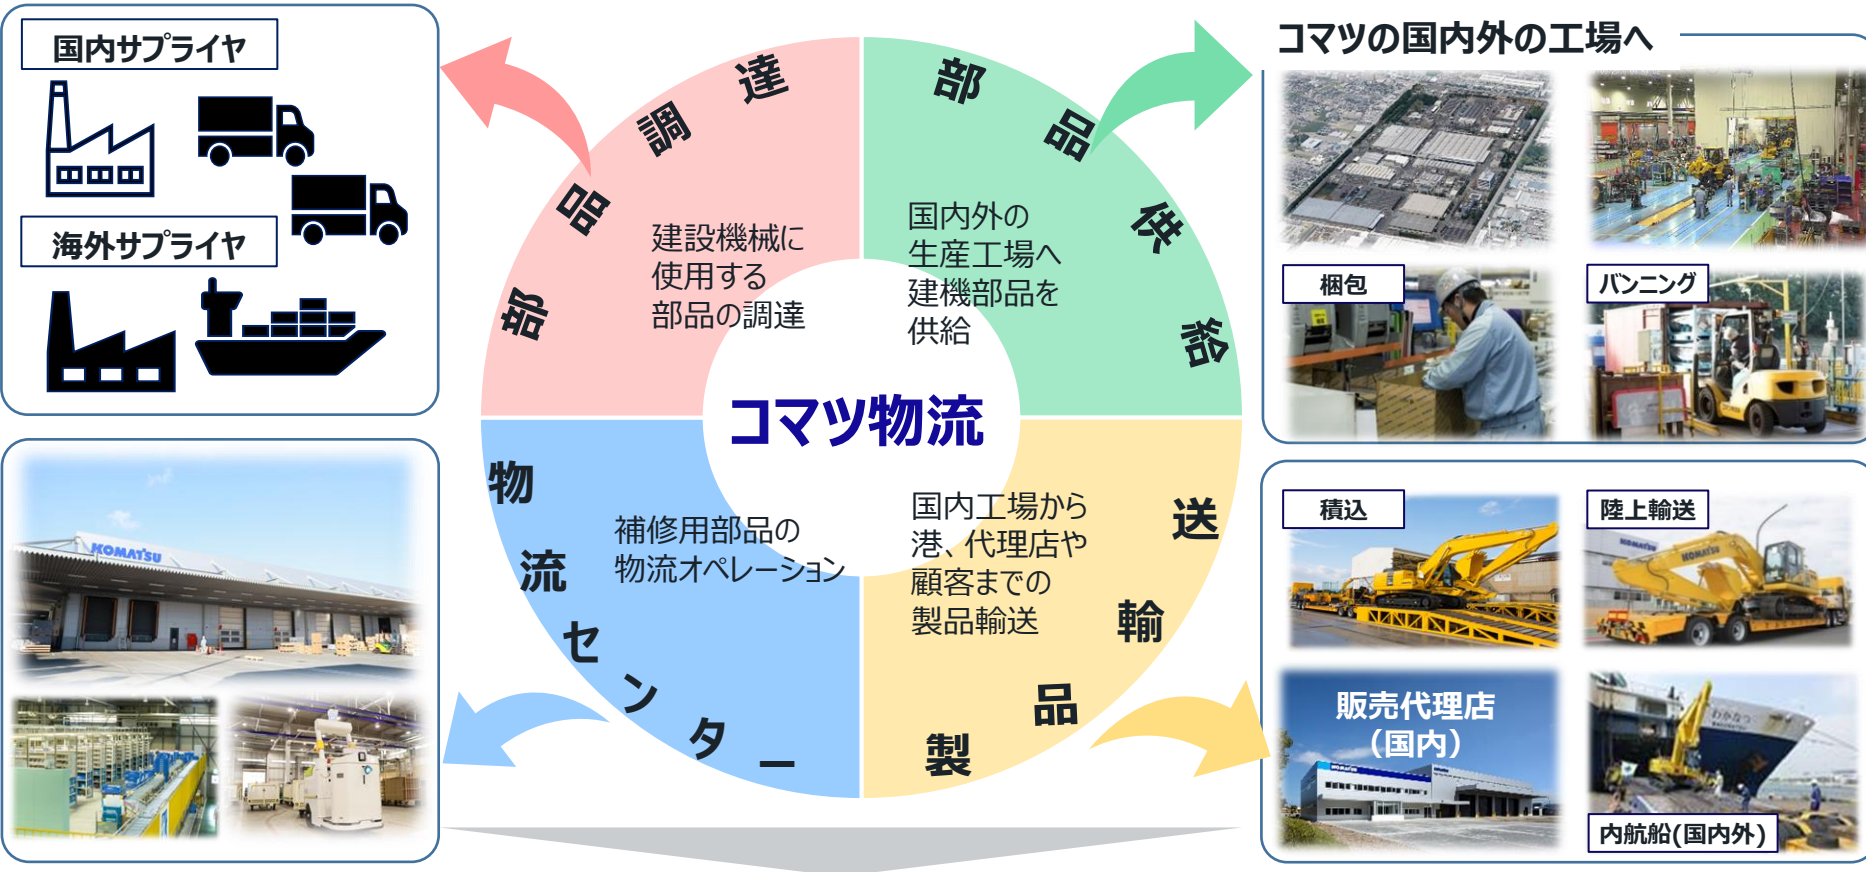 国内サプライヤ
海外サプライヤ
部品調達
建設機械に
使用する
部品の調達
部品供給
国内外の
生産工場へ
建機部品を
供給
コマツの国内外の工場へ
梱包
バンニング
コマツ物流
物流センター
補修用部品の
物流オペレーション
製品輸送
国内工場から
港、代理店や
顧客までの
製品輸送
KOMATSU
積込
陸上輸送
KOMATSU
KOMATSU
販売代理店
（国内）
KOMATSU
わかなつ
内航船(国内外)